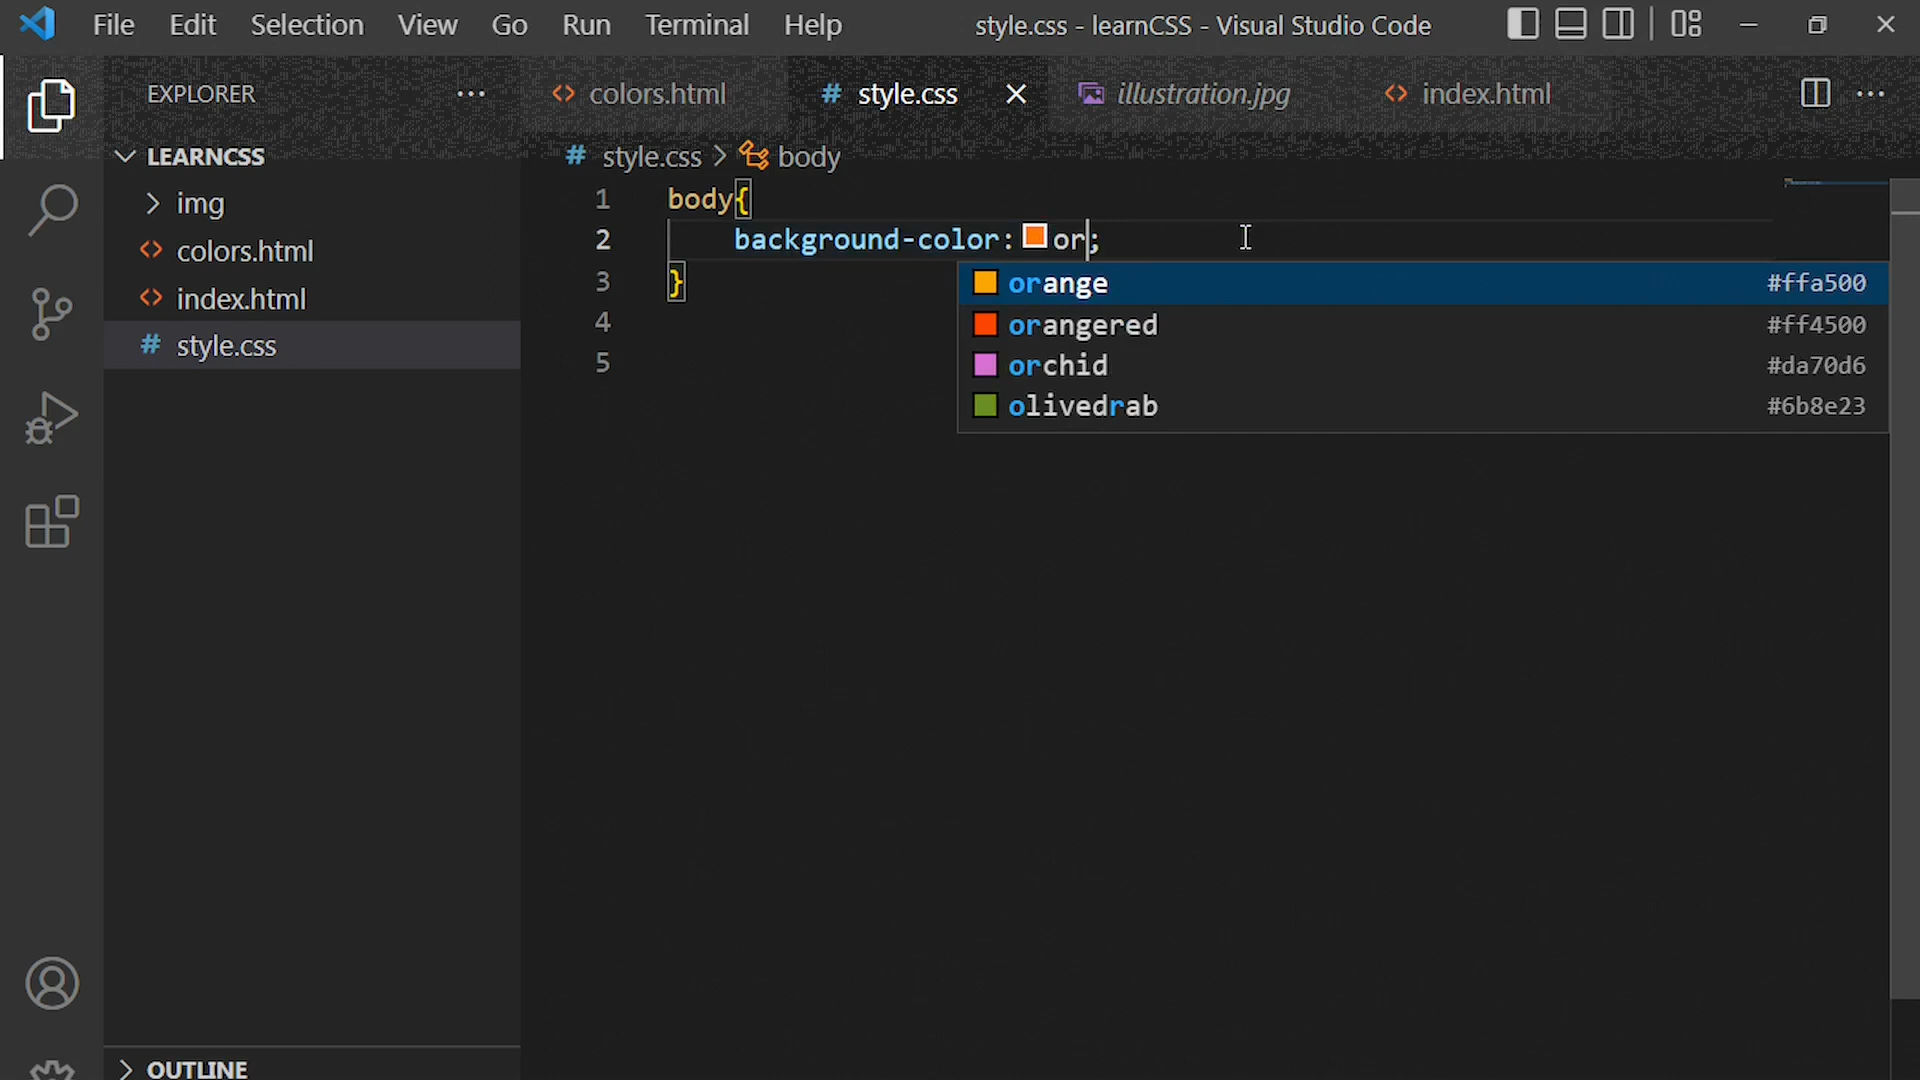 File Edit Selection View Go Run Terminal Help style.css - learnCSS - Visual Studio Code
EXPLORER ... colors.html # style.css illustration.jpg index.html ...
LEARNCSS
img
colors.html
index.html
# style.css
OUTLINE
# style.css > body
1 body{
2 background-color: or;
3 }
4
5
orange #ffa500
orangered #ff4500
orchid #da70d6
olivedrab #6b8e23